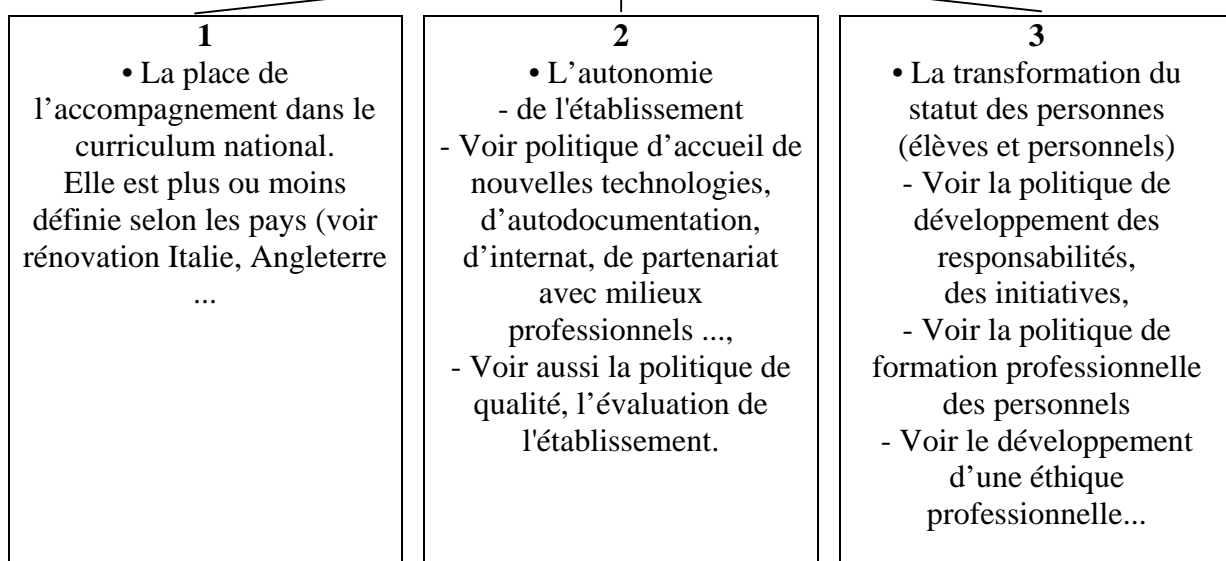 1
• La place de
l’accompagnement dans le
curriculum national.
Elle est plus ou moins
définie selon les pays (voir
rénovation Italie, Angleterre
...
2
• L’autonomie
- de l'établissement
- Voir politique d’accueil de
nouvelles technologies,
d’autodocumentation,
d’internat, de partenariat
avec milieux
professionnels ...,
- Voir aussi la politique de
qualité, l’évaluation de
l'établissement.
3
• La transformation du
statut des personnes
(élèves et personnels)
- Voir la politique de
développement des
responsabilités,
des initiatives,
- Voir la politique de
formation professionnelle
des personnels
- Voir le développement
d’une éthique
professionnelle...